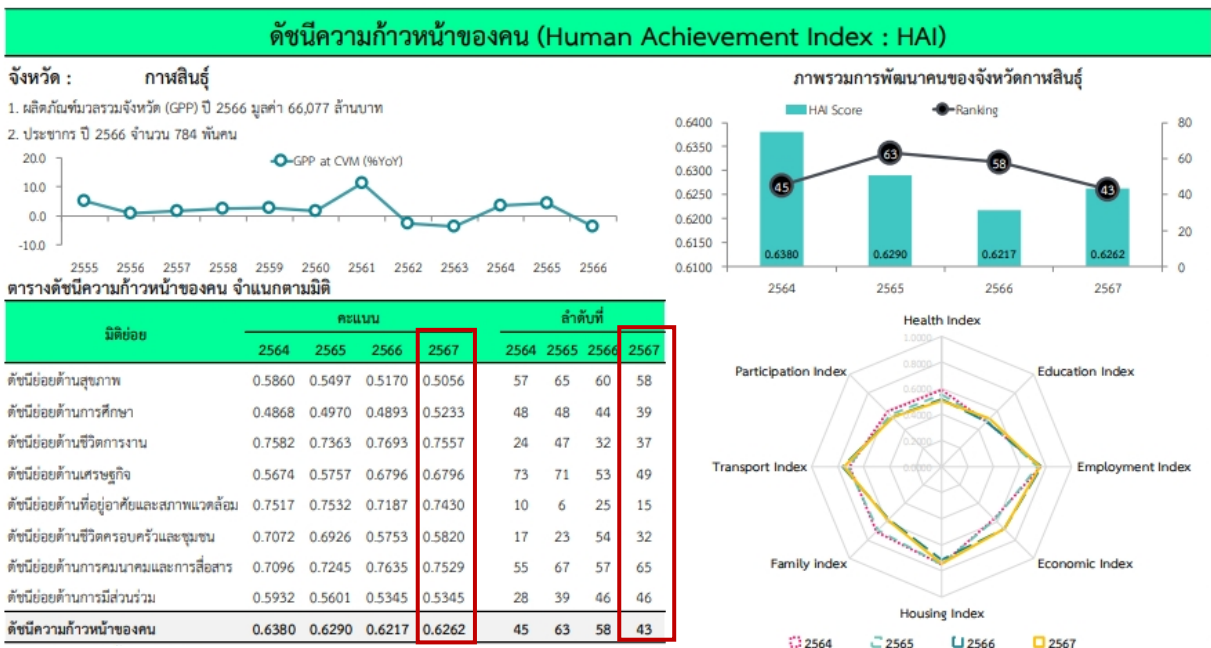 ดัชนีความก้าวหน้าของคน (Human Achievement Index : HAI)
จังหวัด : กาฬสินธุ์
1. ผลิตภัณฑ์มวลรวมจังหวัด (GPP) ปี 2566 มูลค่า 66,077 ล้านบาท
2. ประชากร ปี 2566 จำนวน 784 พันคน
GPP at CVM (%YoY)
20.0
10.0
0.0
-10.0
2555 2556 2557 2558 2559 2560 2561 2562 2563 2564 2565 2566
ภาพรวมการพัฒนาคนของจังหวัดกาฬสินธุ์
HAI Score Ranking
0.6400 80
0.6350
0.6300 60
0.6250
0.6200 40
0.6150 20
0.6100 0
45 63 58 43
0.6380 0.6290 0.6217 0.6262
2564 2565 2566 2567
ตารางดัชนีความก้าวหน้าของคน จำแนกตามมิติ
มิติย่อย คะแนน ลำดับที่
2564 2565 2566 2567 2564 2565 2566 2567
ดัชนีย่อยด้านสุขภาพ 0.5860 0.5497 0.5170 0.5056 57 65 60 58
ดัชนีย่อยด้านการศึกษา 0.4868 0.4970 0.4893 0.5233 48 48 44 39
ดัชนีย่อยด้านชีวิตการงาน 0.7582 0.7363 0.7693 0.7557 24 47 32 37
ดัชนีย่อยด้านเศรษฐกิจ 0.5674 0.5757 0.6796 0.6796 73 71 53 49
ดัชนีย่อยด้านที่อยู่อาศัยและสภาพแวดล้อม 0.7517 0.7532 0.7187 0.7430 10 6 25 15
ดัชนีย่อยด้านชีวิตครอบครัวและชุมชน 0.7072 0.6926 0.5753 0.5820 17 23 54 32
ดัชนีย่อยด้านการคมนาคมและการสื่อสาร 0.7096 0.7245 0.7635 0.7529 55 67 57 65
ดัชนีย่อยด้านการมีส่วนร่วม 0.5932 0.5601 0.5345 0.5345 28 39 46 46
ดัชนีความก้าวหน้าของคน 0.6380 0.6290 0.6217 0.6262 45 63 58 43
Health Index
1.0000
0.8000
Participation Index Education Index
0.6000
0.4000
0.2000
Transport Index 0.0000 Employment Index
Family Index Economic Index
Housing Index
2564 2565 2566 2567